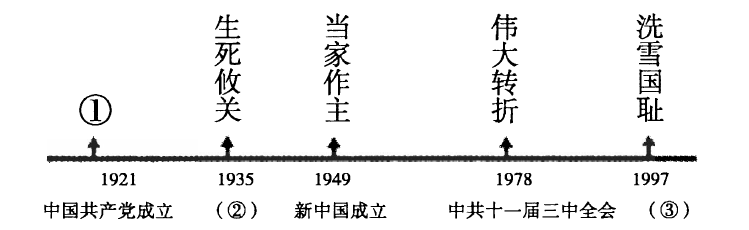 ①
生死攸关
当家作主
伟大转折
洗雪国耻
1921 1935 1949 1978 1997
中国共产党成立 (②) 新中国成立 中共十一届三中全会 (③)